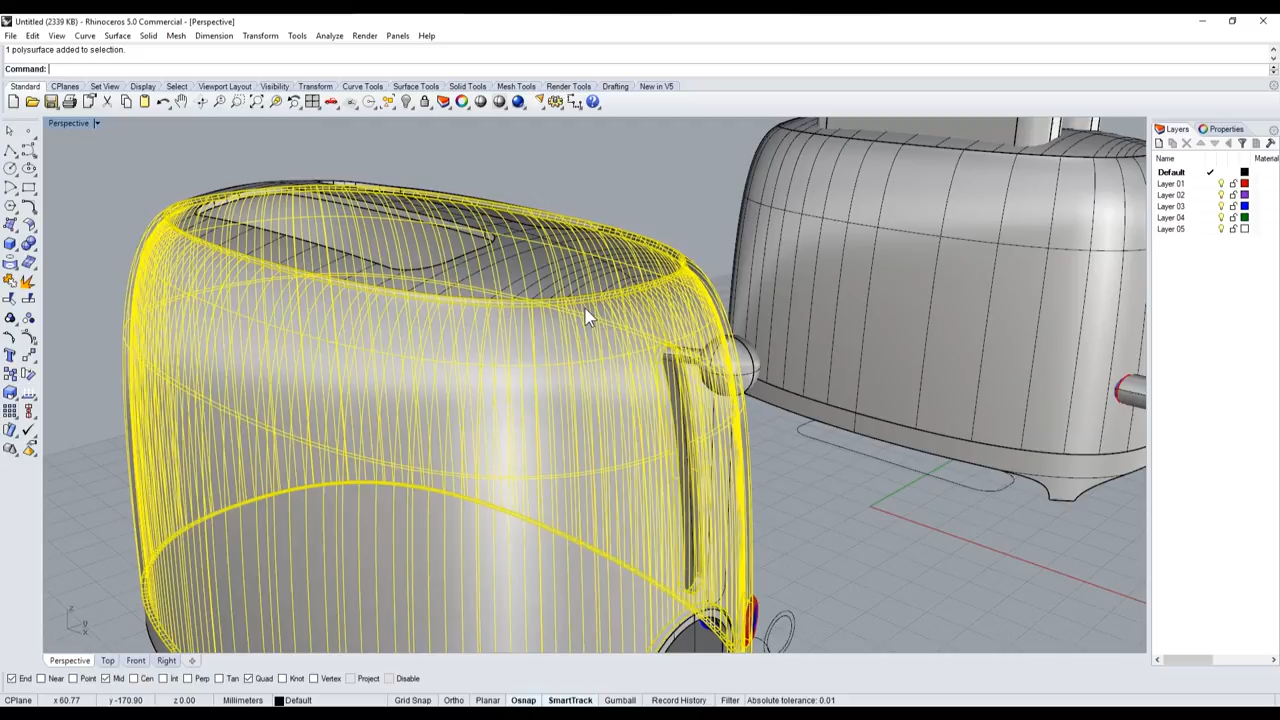 Untitled (2339 KB) - Rhinoceros 5.0 Commercial - [Perspective]
File Edit View Curve Surface Solid Mesh Dimension Transform Tools Analyze Render Panels Help
1 polysurface added to selection.
Command:
Standard CPlanes Set View Display Select Viewport Layout Visibility Transform Curve Tools Surface Tools Solid Tools Mesh Tools Render Tools Drafting New in V5
Perspective
Layers Properties
Name Material
Default
Layer 01
Layer 02
Layer 03
Layer 04
Layer 05
z
y
x
Perspective Top Front Right
End Near Point Mid Cen Int Perp Tan Quad Knot Vertex Project Disable
CPlane x 60.77 y -170.90 z 0.00 Millimeters Default Grid Snap Ortho Planar Osnap SmartTrack Gumball Record History Filter Absolute tolerance: 0.01